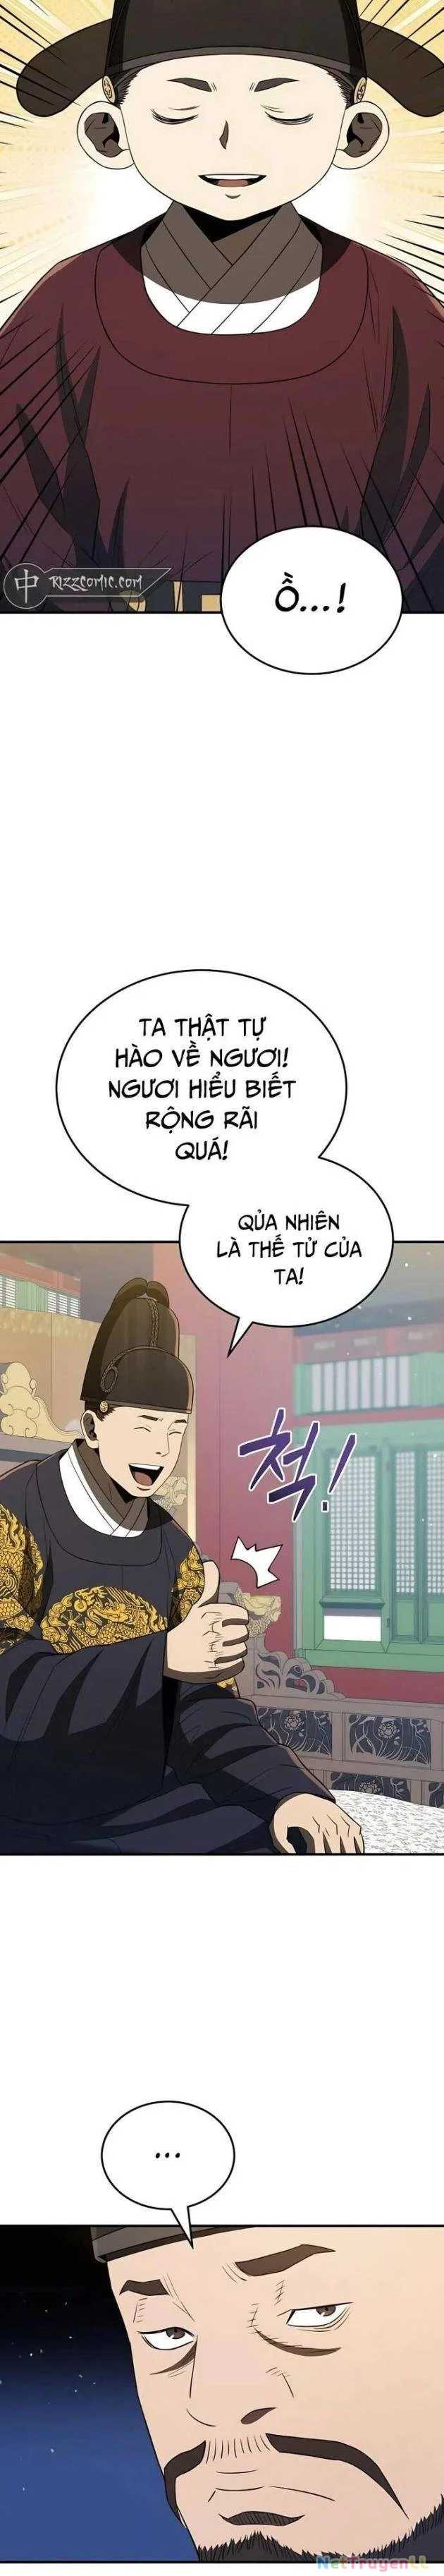 中 RIZZCOMIC.COM
Ồ...!
TA THẬT TỰ
HÀO VỀ NGƯƠI!
NGƯƠI HIỂU BIẾT
RỘNG RÃI
QUÁ!
QỦA NHIÊN
LÀ THẾ TỬ CỦA
TA!
척!
...
NetTruyenLL